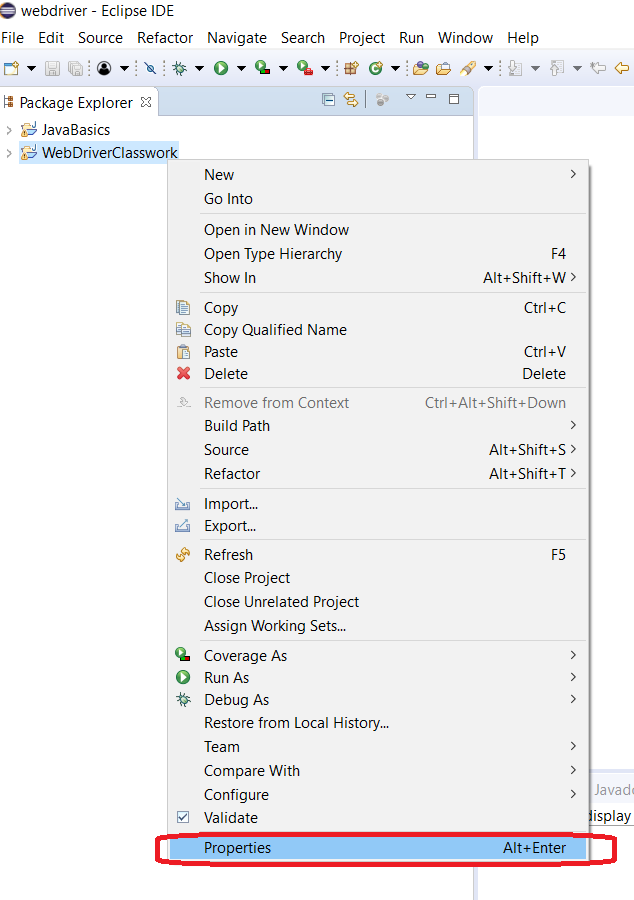 webdriver - Eclipse IDE
File Edit Source Refactor Navigate Search Project Run Window Help
Package Explorer
JavaBasics
WebDriverClasswork
New
Go Into
Open in New Window
Open Type Hierarchy F4
Show In Alt+Shift+W
Copy Ctrl+C
Copy Qualified Name
Paste Ctrl+V
Delete Delete
Remove from Context Ctrl+Alt+Shift+Down
Build Path
Source Alt+Shift+S
Refactor Alt+Shift+T
Import...
Export...
Refresh F5
Close Project
Close Unrelated Project
Assign Working Sets...
Coverage As
Run As
Debug As
Restore from Local History...
Team
Compare With
Configure
Javado
Validate
display
Properties Alt+Enter